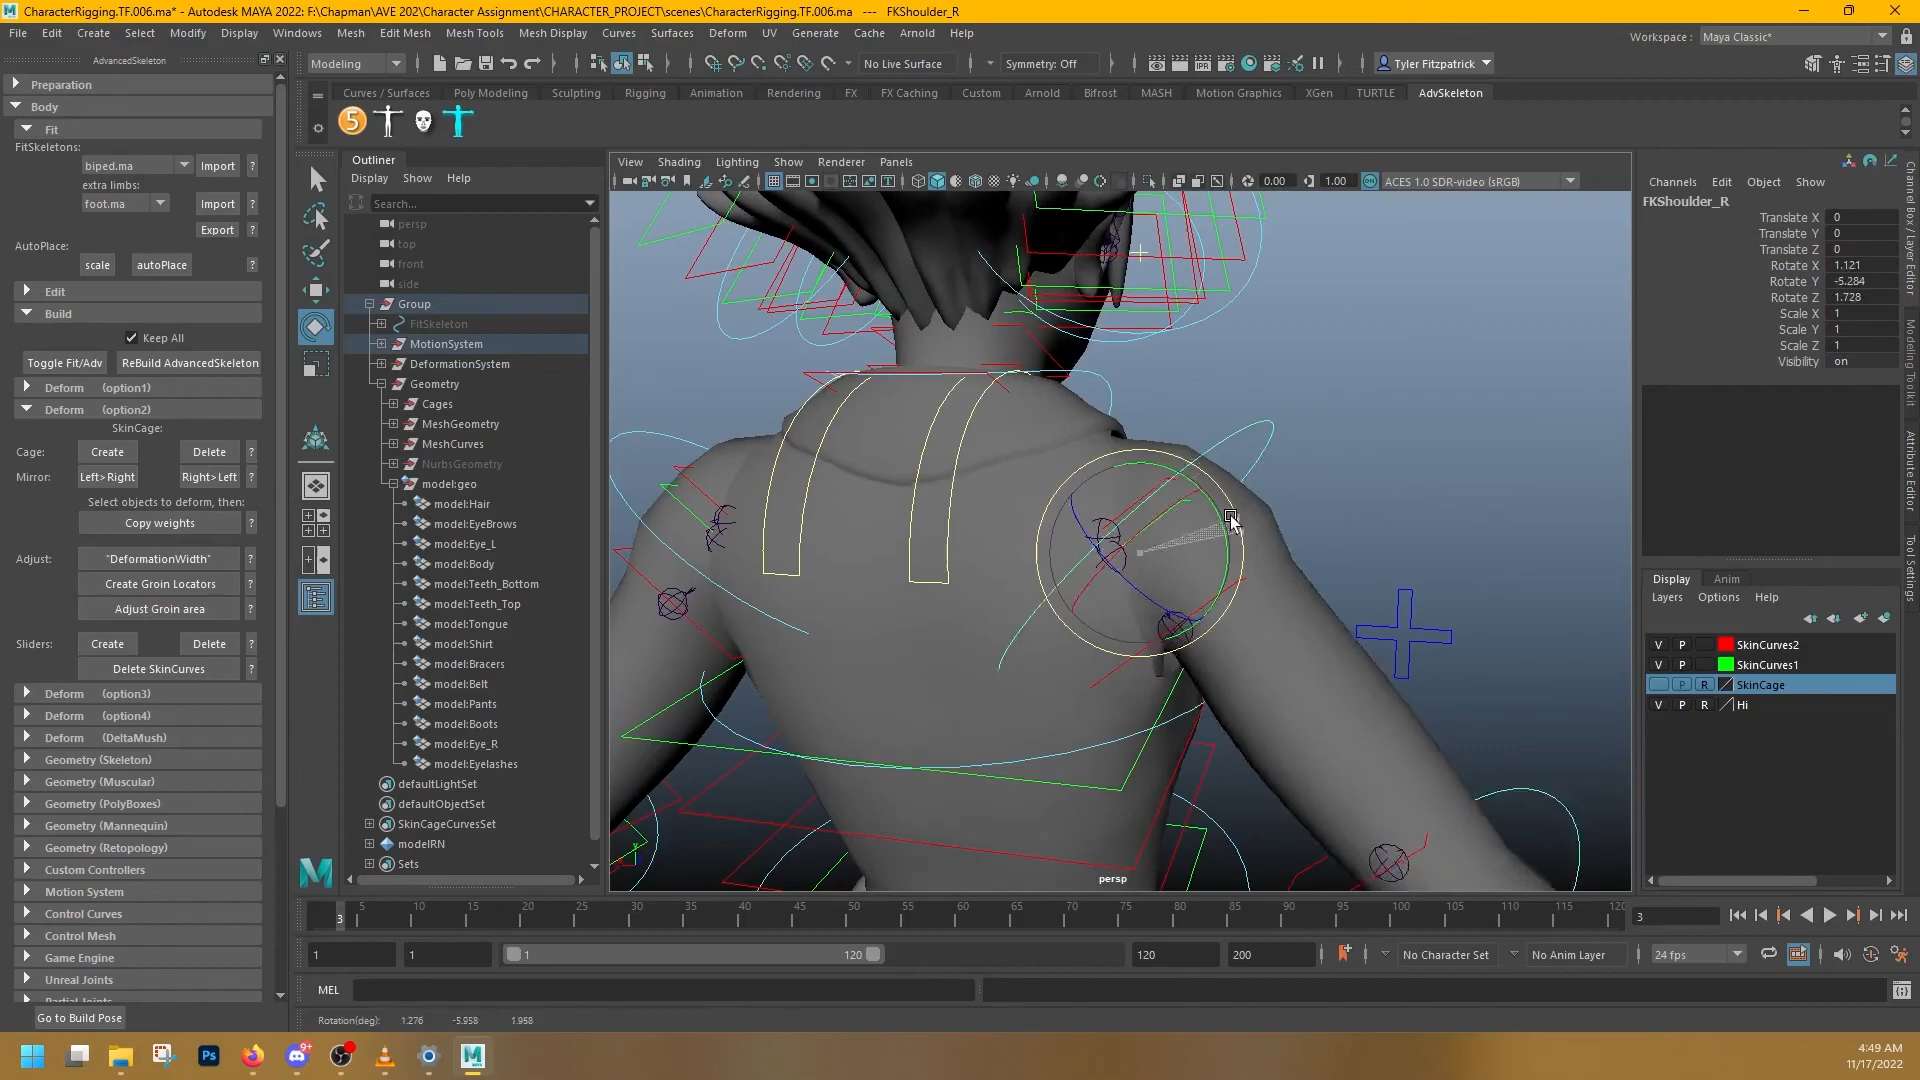 CharacterRigging.TF.006.ma* - Autodesk MAYA 2022: F:\Chapman\AVE 202\Character Assignment\CHARACTER_PROJECT\scenes\CharacterRigging.TF.006.ma   ---   FKShoulder_R
File Edit Create Select Modify Display Windows Mesh Edit Mesh Mesh Tools Mesh Display Curves Surfaces Deform UV Generate Cache Arnold Help
Workspace : Maya Classic*
AdvancedSkeleton
Modeling
No Live Surface
Symmetry: Off
Tyler Fitzpatrick
Curves / Surfaces Poly Modeling Sculpting Rigging Animation Rendering FX FX Caching Custom Arnold Bifrost MASH Motion Graphics XGen TURTLE AdvSkeleton
5
Preparation
Body
Fit
FitSkeletons:
biped.ma Import ?
extra limbs:
foot.ma Import ?
Export ?
AutoPlace:
scale autoPlace ?
Edit
Build
Keep All
Toggle Fit/Adv ReBuild AdvancedSkeleton
Deform (option1)
Deform (option2)
SkinCage:
Cage: Create Delete ?
Mirror: Left>Right Right>Left ?
Select objects to deform, then:
Copy weights ?
Adjust: "DeformationWidth" ?
Create Groin Locators ?
Adjust Groin area ?
Sliders: Create Delete ?
Delete SkinCurves ?
Deform (option3)
Deform (option4)
Deform (DeltaMush)
Geometry (Skeleton)
Geometry (Muscular)
Geometry (PolyBoxes)
Geometry (Mannequin)
Geometry (Retopology)
Custom Controllers
Motion System
Control Curves
Control Mesh
Game Engine
Unreal Joints
Partial Joints
Go to Build Pose
Outliner
Display Show Help
Search...
persp
top
front
side
Group
FitSkeleton
MotionSystem
DeformationSystem
Geometry
Cages
MeshGeometry
MeshCurves
NurbsGeometry
model:geo
model:Hair
model:EyeBrows
model:Eye_L
model:Body
model:Teeth_Bottom
model:Teeth_Top
model:Tongue
model:Shirt
model:Bracers
model:Belt
model:Pants
model:Boots
model:Eye_R
model:Eyelashes
defaultLightSet
defaultObjectSet
SkinCageCurvesSet
modelRN
Sets
View Shading Lighting Show Renderer Panels
0.00 1.00 ACES 1.0 SDR-video (sRGB)
persp
Channels Edit Object Show
FKShoulder_R
Translate X 0
Translate Y 0
Translate Z 0
Rotate X 1.121
Rotate Y -5.284
Rotate Z 1.728
Scale X 1
Scale Y 1
Scale Z 1
Visibility on
Display Anim
Layers Options Help
V P SkinCurves2
V P SkinCurves1
P R SkinCage
V P R Hi
Channel Box / Layer Editor
Modeling Toolkit
Attribute Editor
Tool Settings
3 5 10 15 20 25 30 35 40 45 50 55 60 65 70 75 80 85 90 95 100 105 110 115 120
3
1 1 1 120 120 200 No Character Set No Anim Layer 24 fps
MEL
Rotation(deg): 1.276 -5.958 1.958
Ps
9+
4:49 AM
11/17/2022